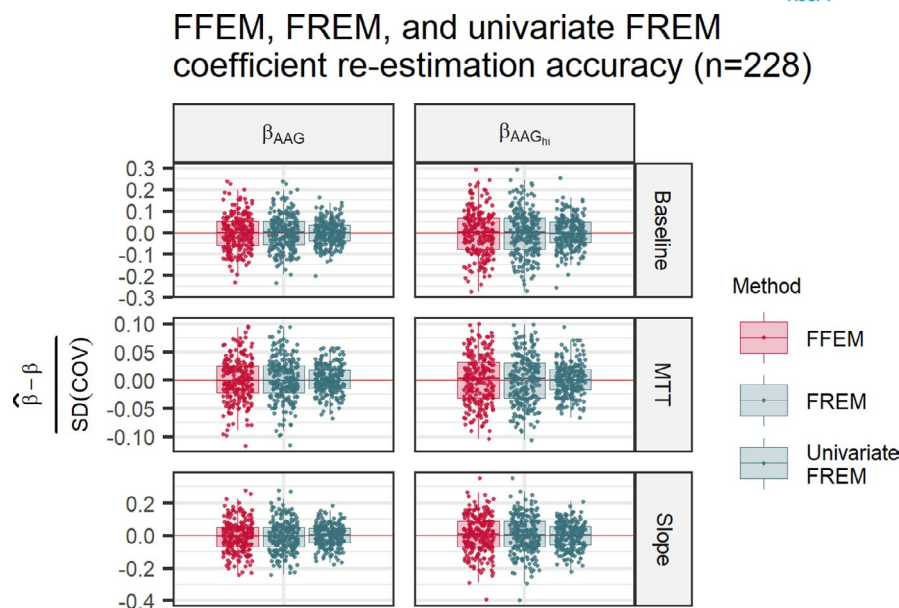 FFEM, FREM, and univariate FREM
coefficient re-estimation accuracy (n=228)
βAAG
βAAGhi
0.3
0.2
0.1
0.0
-0.1
-0.2
-0.3
Baseline
0.10
0.05
0.00
-0.05
-0.10
MTT
0.2
0.0
-0.2
-0.4
Slope
β̂-β
SD(COV)
Method
FFEM
FREM
Univariate
FREM